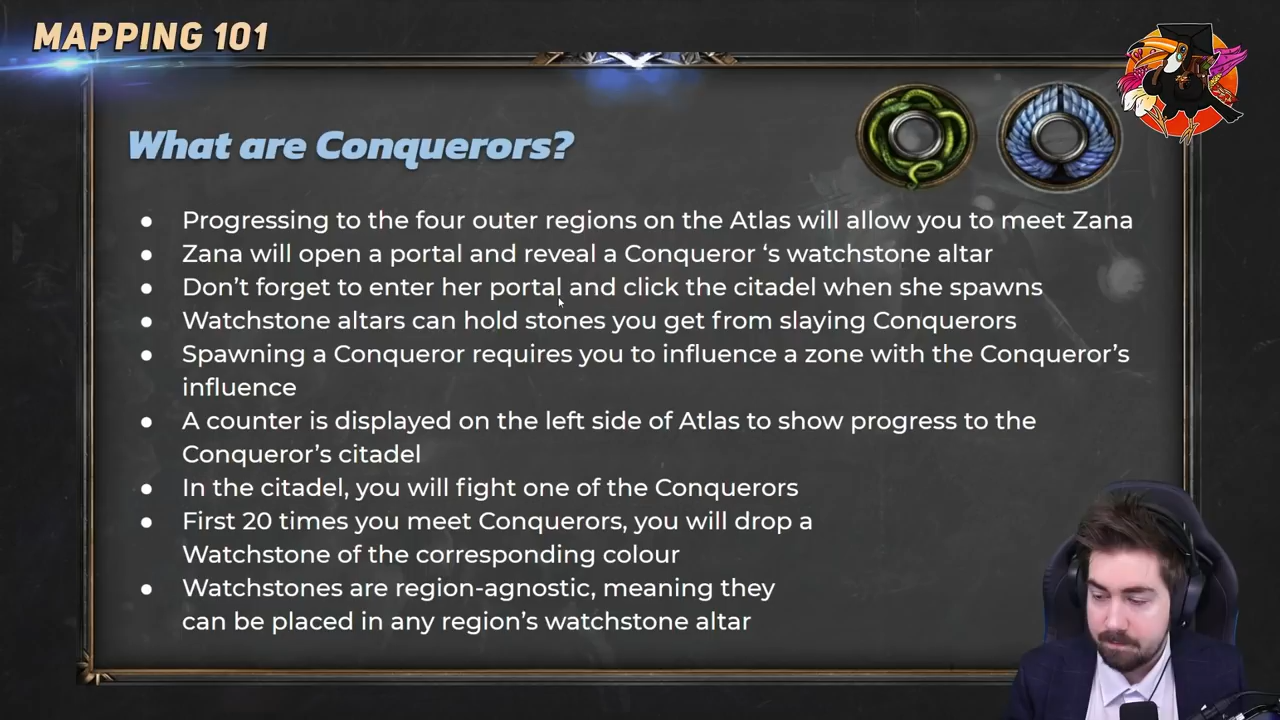 MAPPING 101
What are Conquerors?
● Progressing to the four outer regions on the Atlas will allow you to meet Zana
● Zana will open a portal and reveal a Conqueror ‘s watchstone altar
● Don’t forget to enter her portal and click the citadel when she spawns
● Watchstone altars can hold stones you get from slaying Conquerors
● Spawning a Conqueror requires you to influence a zone with the Conqueror’s
influence
● A counter is displayed on the left side of Atlas to show progress to the
Conqueror’s citadel
● In the citadel, you will fight one of the Conquerors
● First 20 times you meet Conquerors, you will drop a
Watchstone of the corresponding colour
● Watchstones are region-agnostic, meaning they
can be placed in any region’s watchstone altar